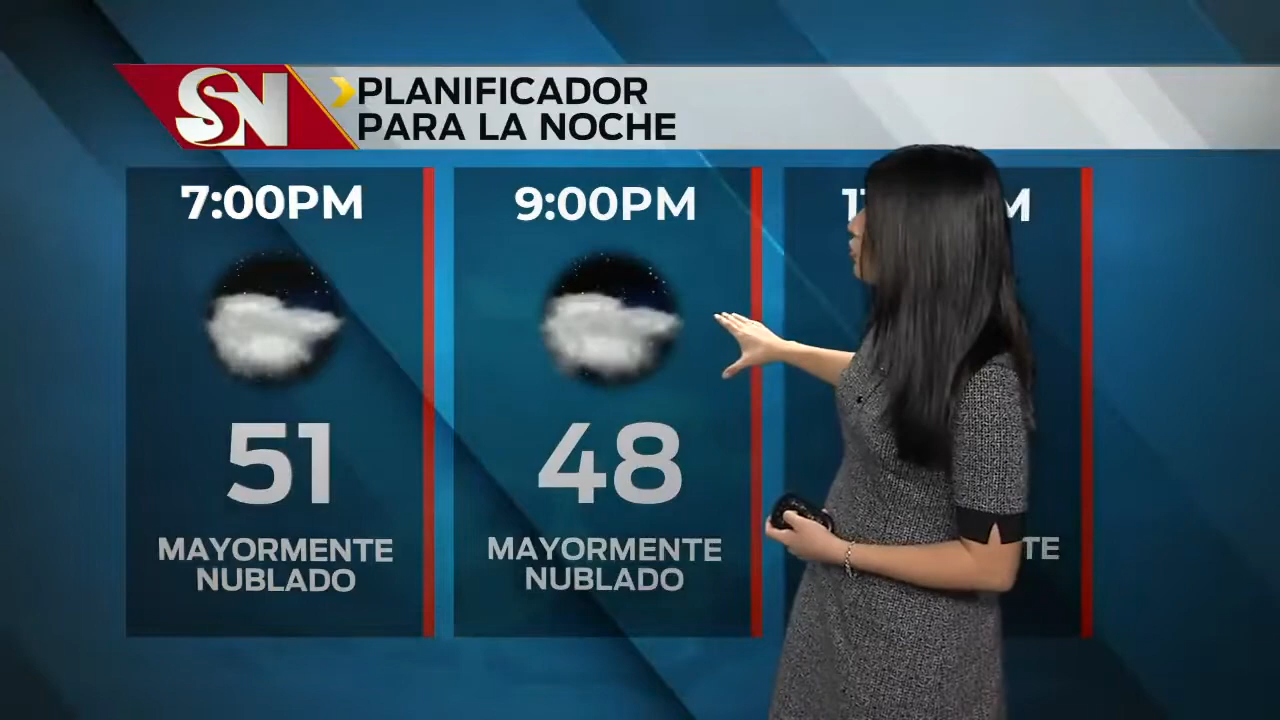 SN
PLANIFICADOR
PARA LA NOCHE
7:00PM
9:00PM
51
48
MAYORMENTE
NUBLADO
MAYORMENTE
NUBLADO